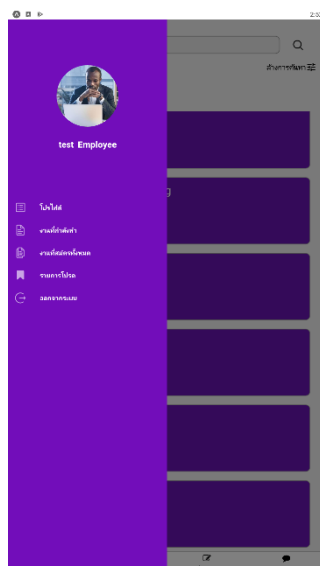 2:52
ล้างการค้นหา
test Employee
g
โปรไฟล์
งานที่กำลังทำ
งานที่สมัครทั้งหมด
รายการโปรด
ออกจากระบบ